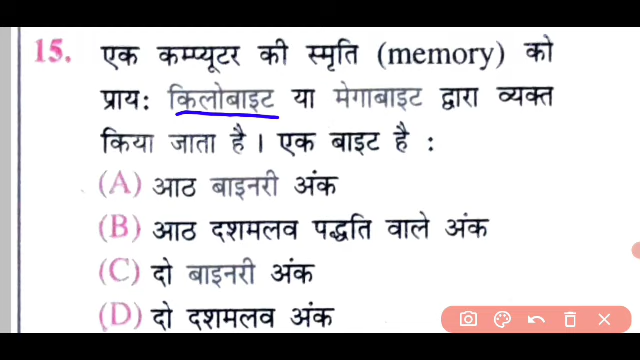 15. एक कम्प्यूटर की स्मृति (memory) को
प्राय: किलोबाइट या मेगाबाइट द्वारा व्यक्त
किया जाता है। एक बाइट है :
(A) आठ बाइनरी अंक
(B) आठ दशमलव पद्धति वाले अंक
(C) दो बाइनरी अंक
(D) दो दशमलव अंक